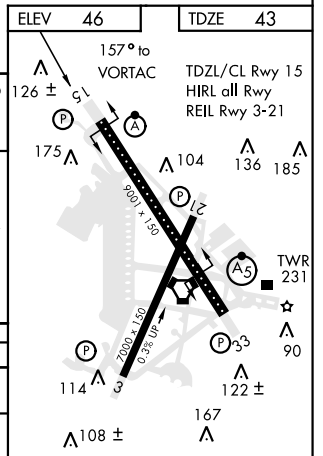 ELEV 46
TDZE 43
157° to
VORTAC
TDZL/CL Rwy 15
HIRL all Rwy
REIL Rwy 3-21
126 ±
15
P
A
175
104
136
185
9001 x 150
P
21
A5
TWR
231
7000 x 150
0.3% UP
P
P
33
90
114
3
122 ±
167
108 ±